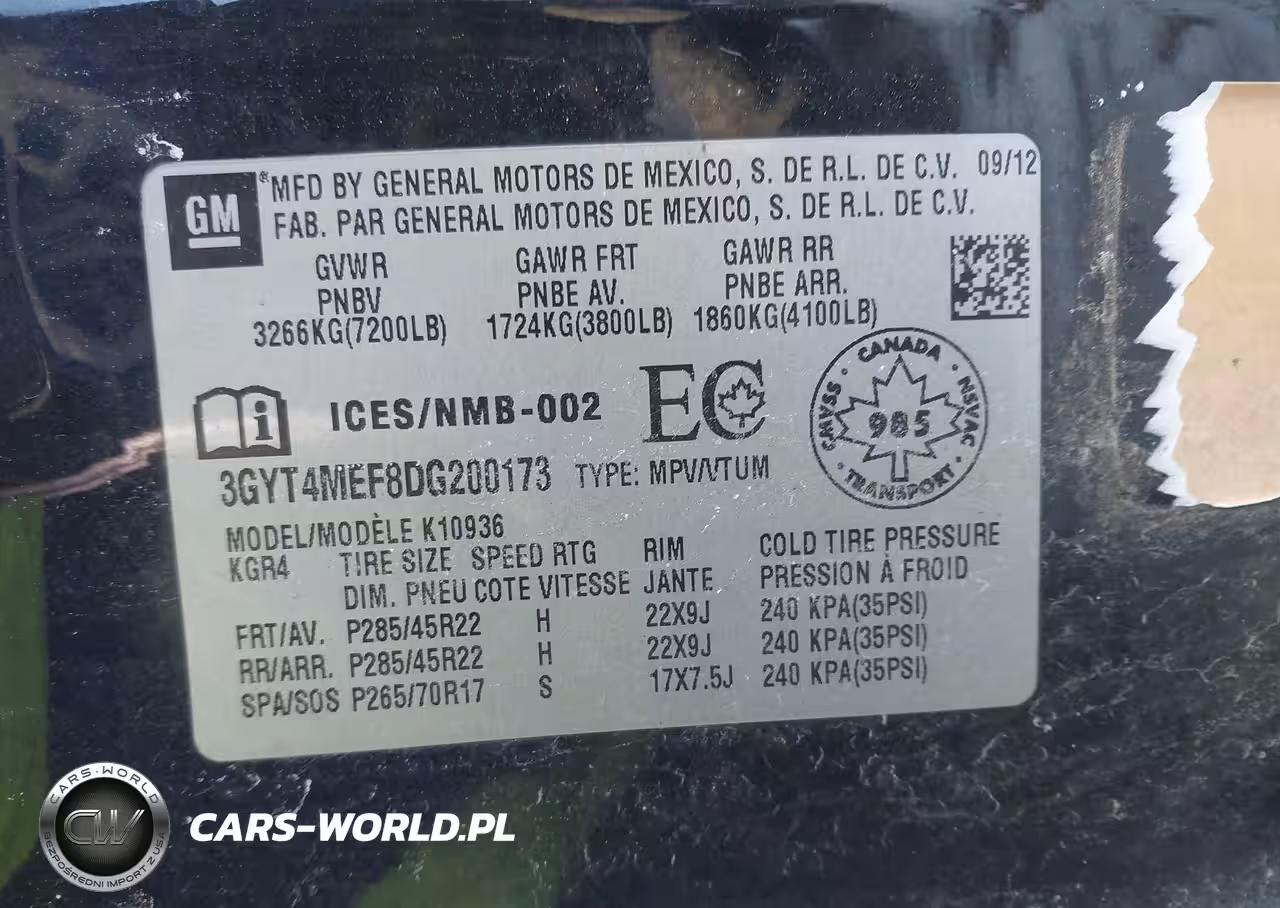 GM
*MFD BY GENERAL MOTORS DE MEXICO, S. DE R.L. DE C.V. 09/12
FAB. PAR GENERAL MOTORS DE MEXICO, S. DE R.L. DE C.V.
GVWR GAWR FRT GAWR RR
PNBV PNBE AV. PNBE ARR.
3266KG(7200LB) 1724KG(3800LB) 1860KG(4100LB)
i ICES/NMB-002 EC
CANADA · NSVAC · TRANSPORT · CMVSS
985
3GYT4MEF8DG200173 TYPE: MPV/VTUM
MODEL/MODÈLE K10936
KGR4 TIRE SIZE SPEED RTG RIM COLD TIRE PRESSURE
DIM. PNEU COTE VITESSE JANTE PRESSION À FROID
FRT/AV. P285/45R22 H 22X9J 240 KPA(35PSI)
RR/ARR. P285/45R22 H 22X9J 240 KPA(35PSI)
SPA/SOS P265/70R17 S 17X7.5J 240 KPA(35PSI)
CARS-WORLD
CW
BEZPOŚREDNI IMPORT Z USA
CARS-WORLD.PL